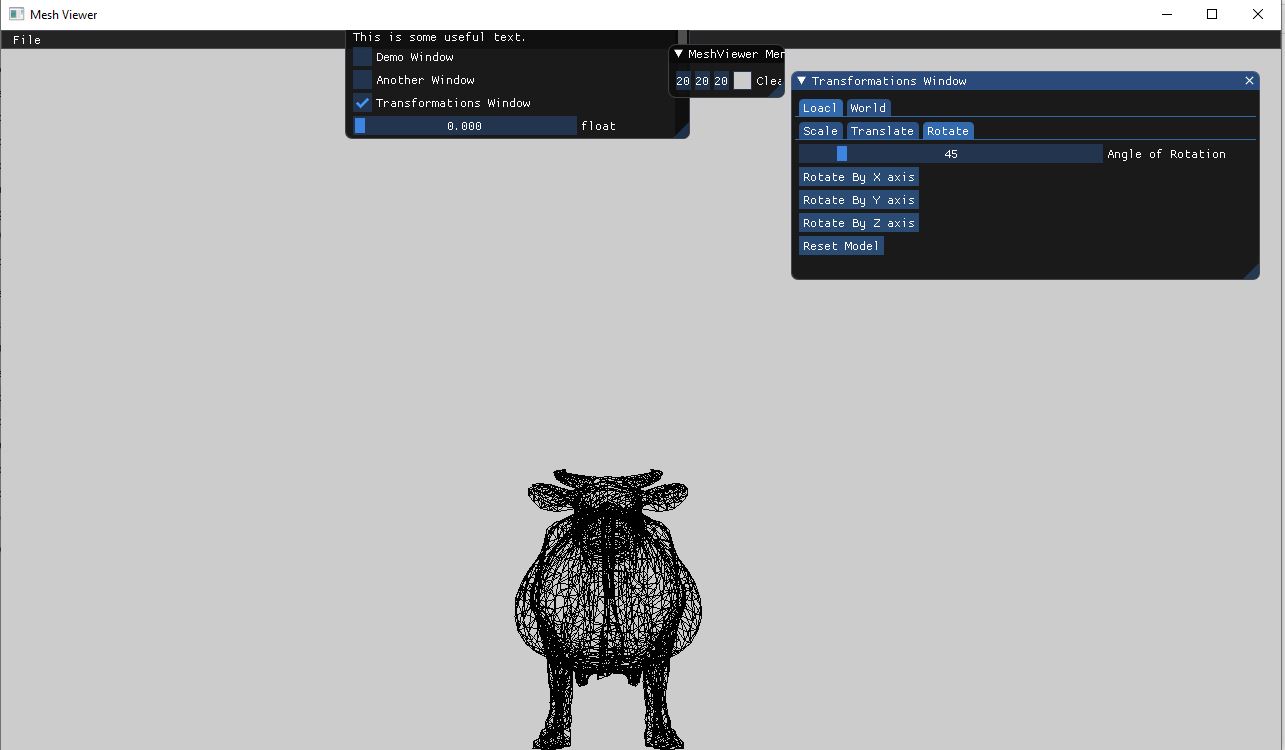 Mesh Viewer
File
This is some useful text.
Demo Window
Another Window
Transformations Window
0.000 float
MeshViewer Mer
20 20 20 Clea
Transformations Window
Loacl World
Scale Translate Rotate
45 Angle of Rotation
Rotate By X axis
Rotate By Y axis
Rotate By Z axis
Reset Model